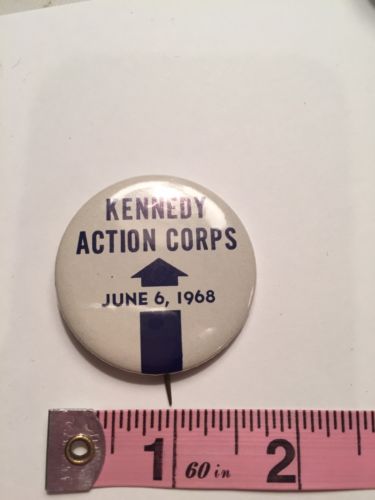 KENNEDY
ACTION CORPS
JUNE 6, 1968
1 60 in 2